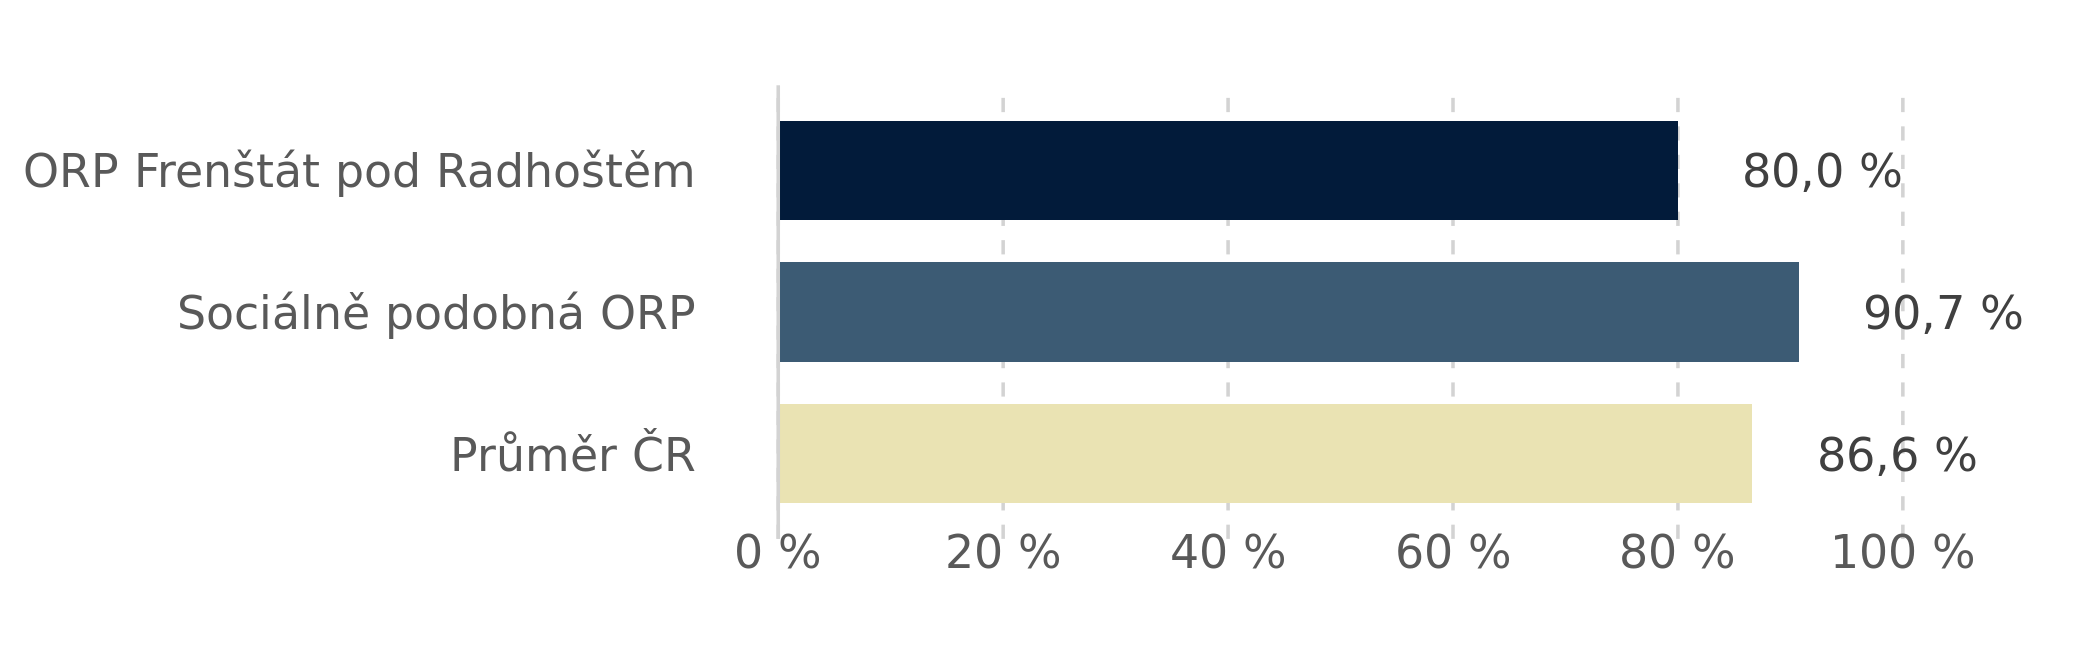 ORP Frenštát pod Radhoštěm 80,0 %
Sociálně podobná ORP 90,7 %
Průměr ČR 86,6 %
0 % 20 % 40 % 60 % 80 % 100 %